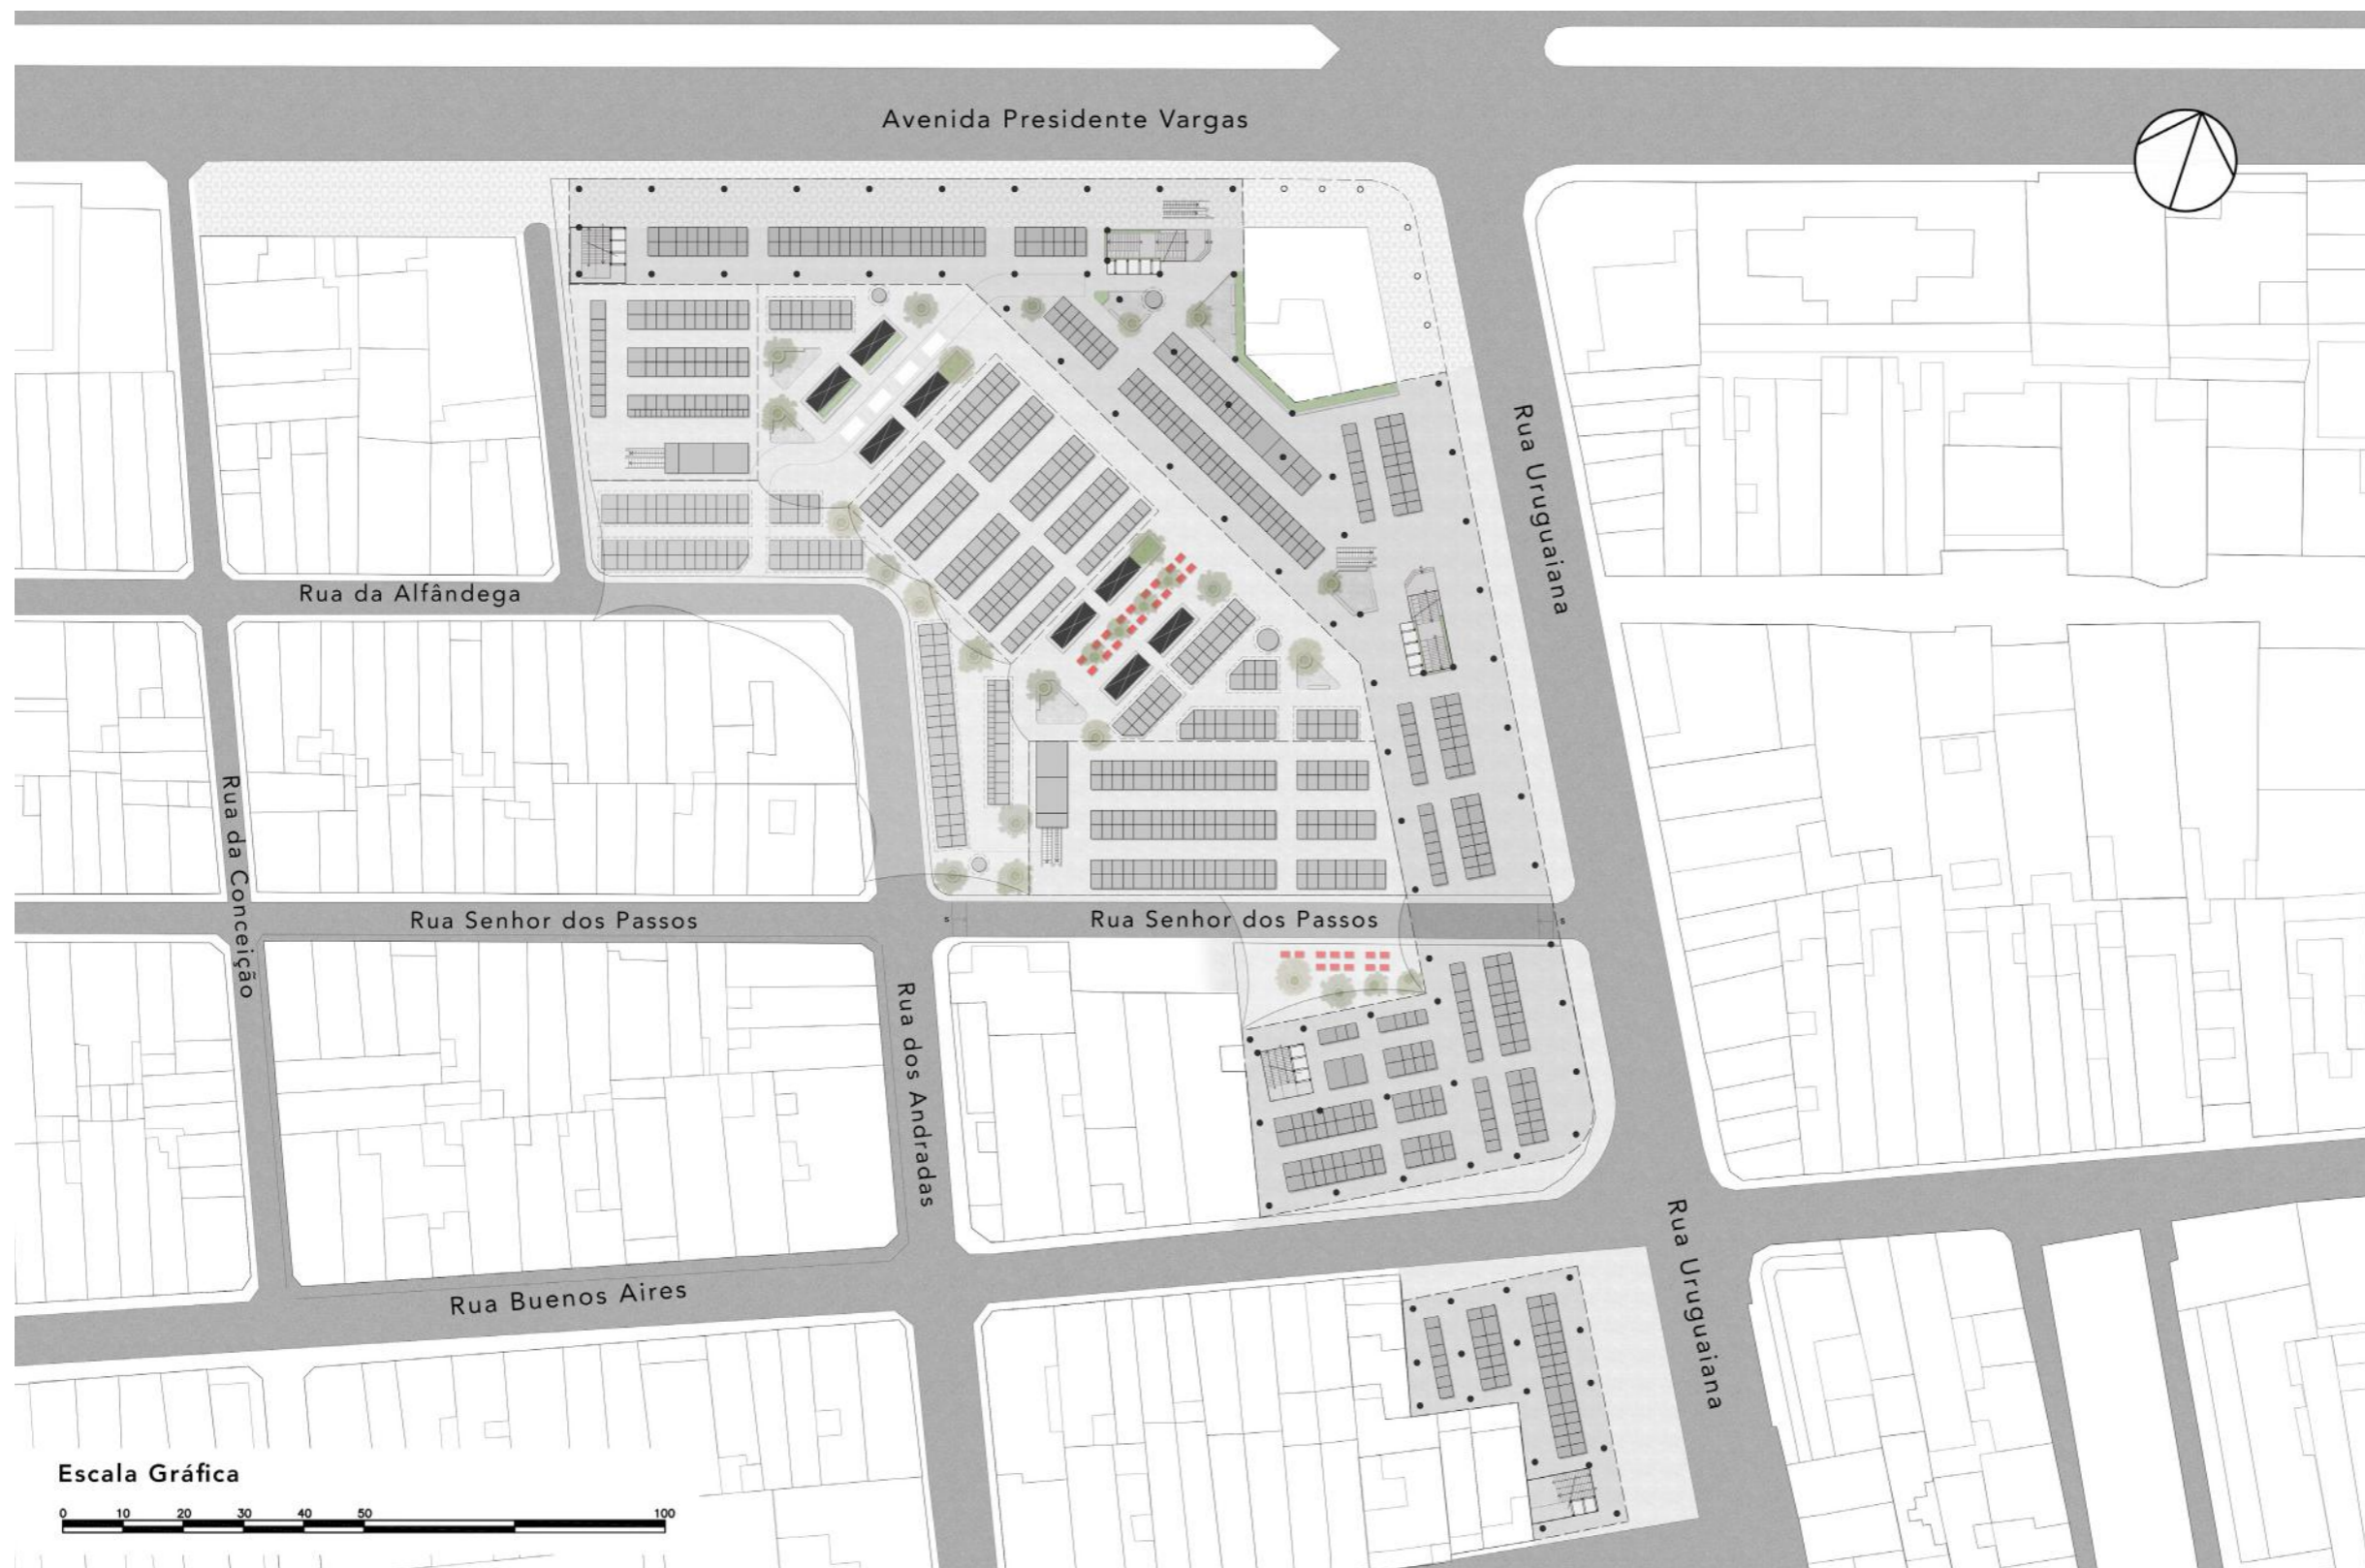 Avenida Presidente Vargas
Rua Uruguaiana
Rua da Alfândega
Rua da Conceição
Rua Senhor dos Passos
S
Rua Senhor dos Passos
S
Rua dos Andradas
Rua Buenos Aires
Rua Uruguaiana
Escala Gráfica
0 10 20 30 40 50 100